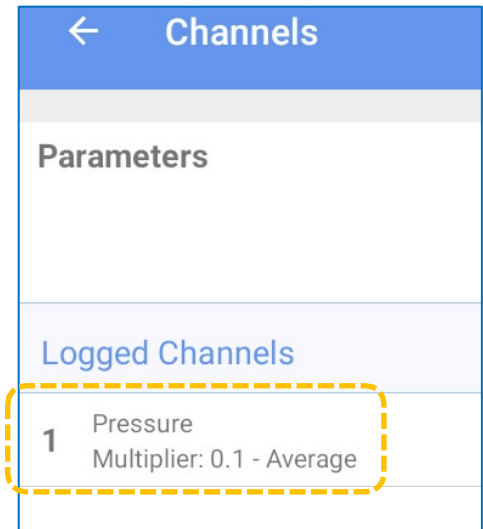 Channels
Parameters
Logged Channels
1
Pressure
Multiplier: 0.1 - Average